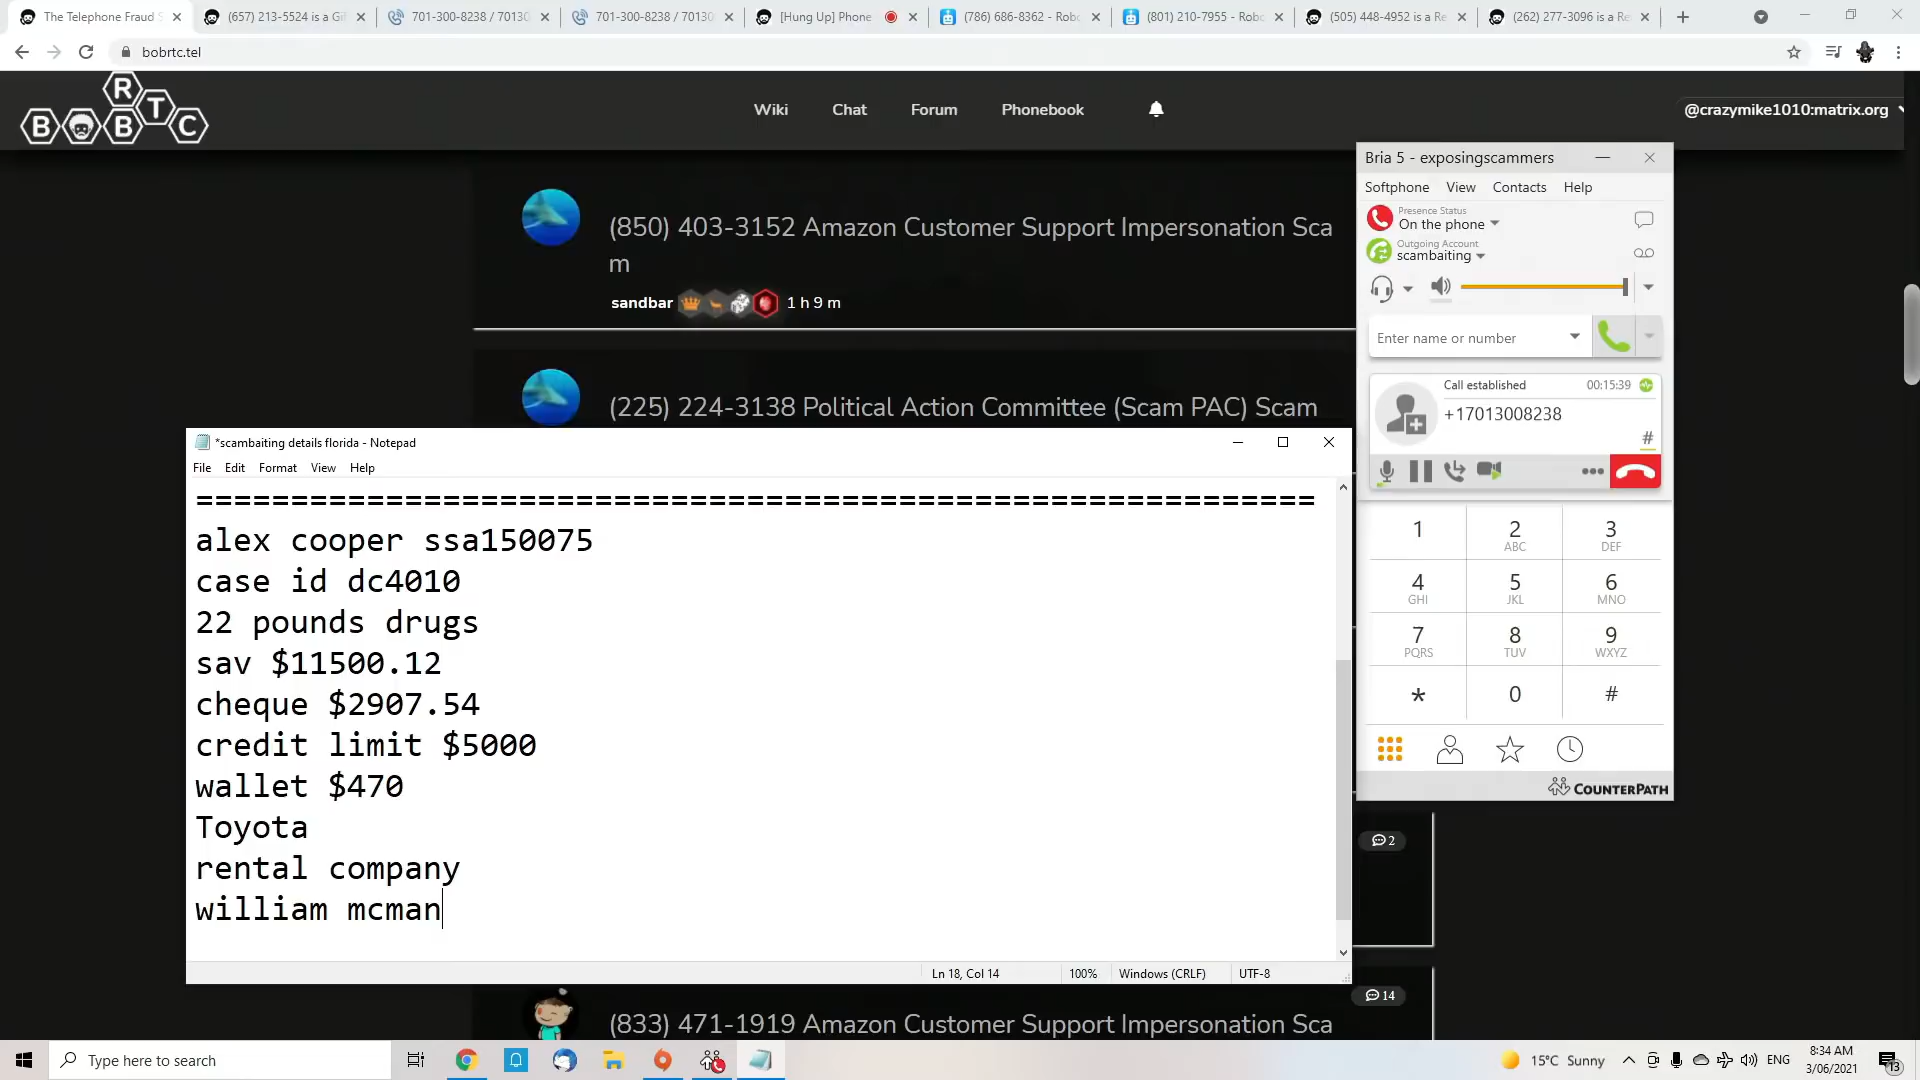 The Telephone Fraud S
(657) 213-5524 is a Gi
701-300-8238 / 70130
701-300-8238 / 70130
[Hung Up] Phone
(786) 686-8362 - Robo
(801) 210-7955 - Robo
(505) 448-4952 is a Re
(262) 277-3096 is a Re
bobrtc.tel
R
B B T C
Wiki
Chat
Forum
Phonebook
@crazymike1010:matrix.org
(850) 403-3152 Amazon Customer Support Impersonation Sca
m
sandbar 1 h 9 m
(225) 224-3138 Political Action Committee (Scam PAC) Scam
*scambaiting details florida - Notepad
File Edit Format View Help
===========================================================
alex cooper ssa150075
case id dc4010
22 pounds drugs
sav $11500.12
cheque $2907.54
credit limit $5000
wallet $470
Toyota
rental company
william mcman
Ln 18, Col 14
100%
Windows (CRLF)
UTF-8
Bria 5 - exposingscammers
Softphone View Contacts Help
Presence Status
On the phone
Outgoing Account
scambaiting
Enter name or number
Call established 00:15:39
+17013008238
#
1
2 ABC
3 DEF
4 GHI
5 JKL
6 MNO
7 PQRS
8 TUV
9 WXYZ
*
0
#
COUNTERPATH
2
14
(833) 471-1919 Amazon Customer Support Impersonation Sca
Type here to search
15°C Sunny
ENG
8:34 AM
3/06/2021
13